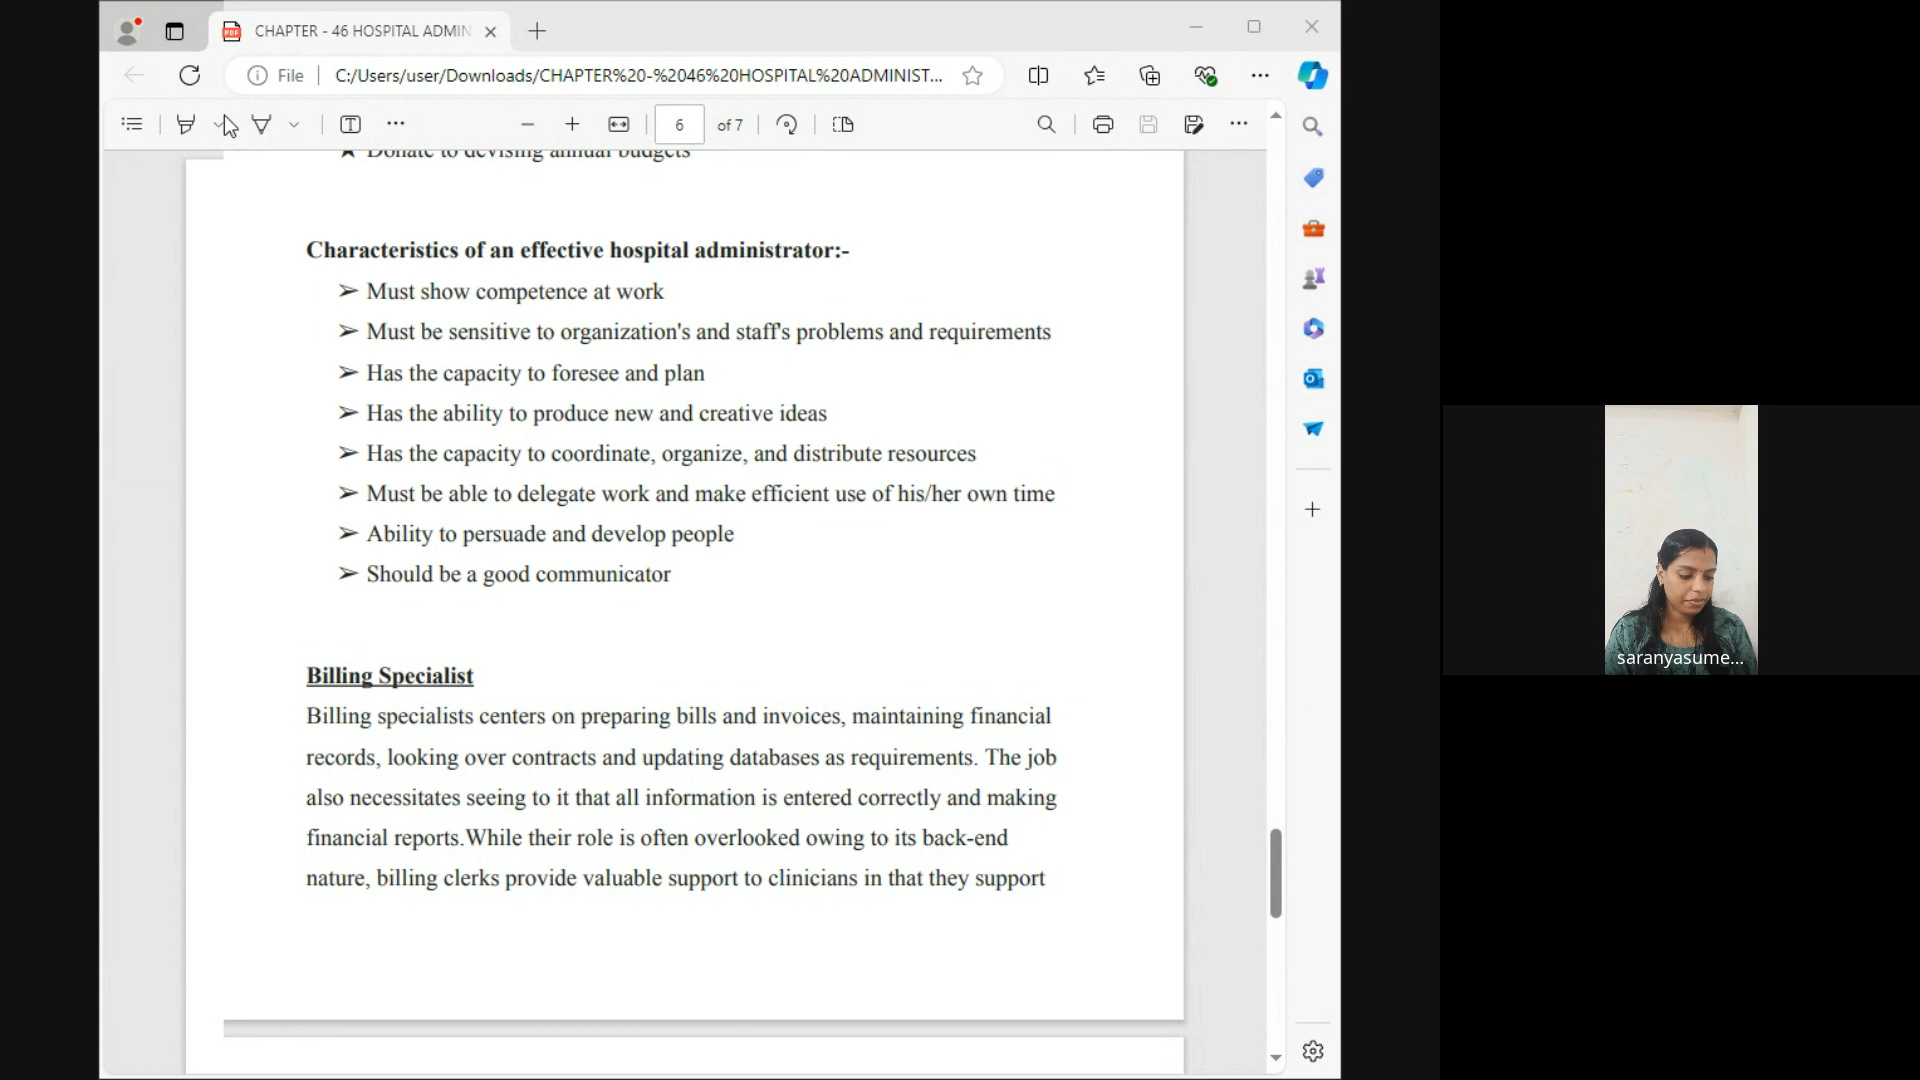 CHAPTER - 46 HOSPITAL ADMIN
File
C:/Users/user/Downloads/CHAPTER%20-%2046%20HOSPITAL%20ADMINIST...
6 of 7
★ Donate to devising annual budgets
Characteristics of an effective hospital administrator:-
➢ Must show competence at work
➢ Must be sensitive to organization's and staff's problems and requirements
➢ Has the capacity to foresee and plan
➢ Has the ability to produce new and creative ideas
➢ Has the capacity to coordinate, organize, and distribute resources
➢ Must be able to delegate work and make efficient use of his/her own time
➢ Ability to persuade and develop people
➢ Should be a good communicator
Billing Specialist
Billing specialists centers on preparing bills and invoices, maintaining financial
records, looking over contracts and updating databases as requirements. The job
also necessitates seeing to it that all information is entered correctly and making
financial reports.While their role is often overlooked owing to its back-end
nature, billing clerks provide valuable support to clinicians in that they support
saranyasume...